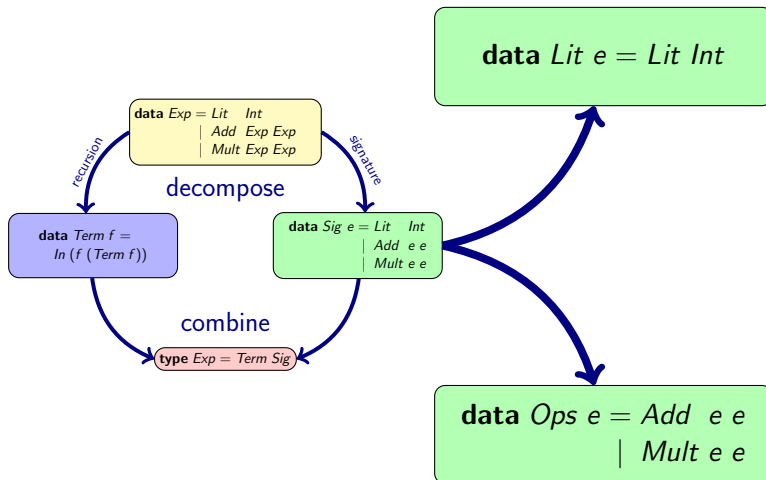 data Lit e = Lit Int
data Exp = Lit Int
| Add Exp Exp
| Mult Exp Exp
recursion
signature
decompose
data Term f =
In (f (Term f))
data Sig e = Lit Int
| Add e e
| Mult e e
combine
type Exp = Term Sig
data Ops e = Add e e
| Mult e e